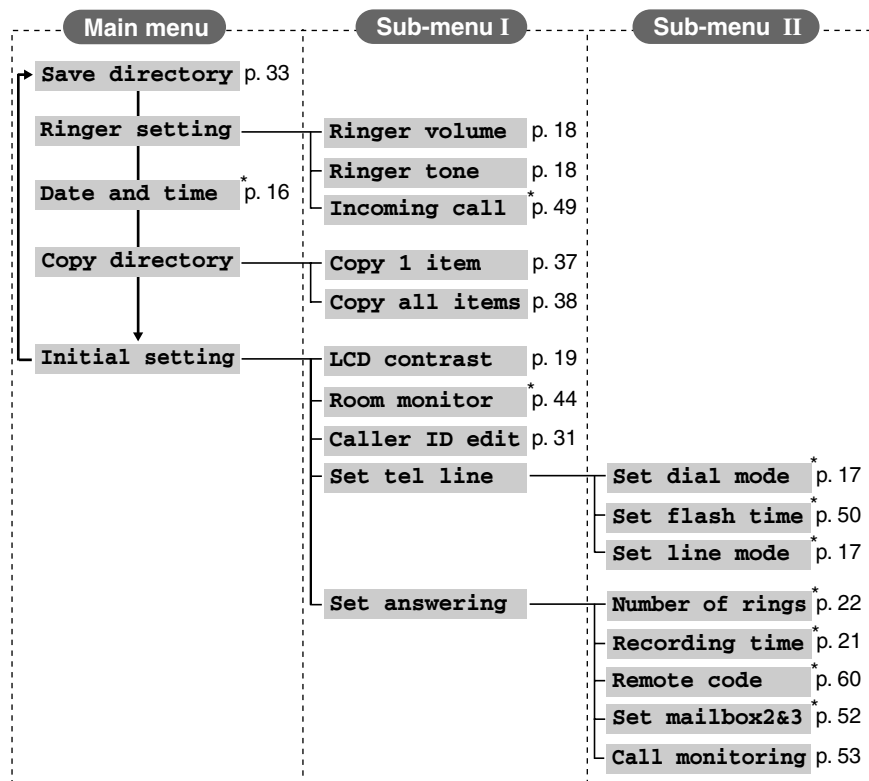 Main menu Sub-menu I Sub-menu II
Save directory p. 33
Ringer setting Ringer volume p. 18
Ringer tone p. 18
Date and time *p. 16 Incoming call *p. 49
Copy directory Copy 1 item p. 37
Copy all items p. 38
Initial setting LCD contrast p. 19
Room monitor *p. 44
Caller ID edit p. 31
Set tel line Set dial mode *p. 17
Set flash time *p. 50
Set line mode *p. 17
Set answering Number of rings *p. 22
Recording time *p. 21
Remote code *p. 60
Set mailbox2&3 *p. 52
Call monitoring p. 53